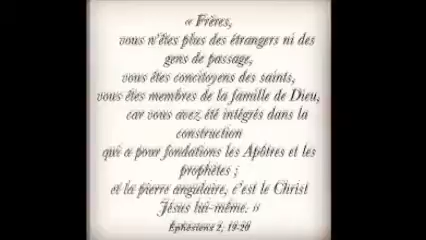 « Frères,
vous n'êtes plus des étrangers ni des
gens de passage,
vous êtes concitoyens des saints,
vous êtes membres de la famille de Dieu,
car vous avez été intégrés dans la
construction
qui a pour fondations les Apôtres et les
prophètes ;
et la pierre angulaire, c'est le Christ
Jésus lui-même. »
Ephésiens 2, 19-20